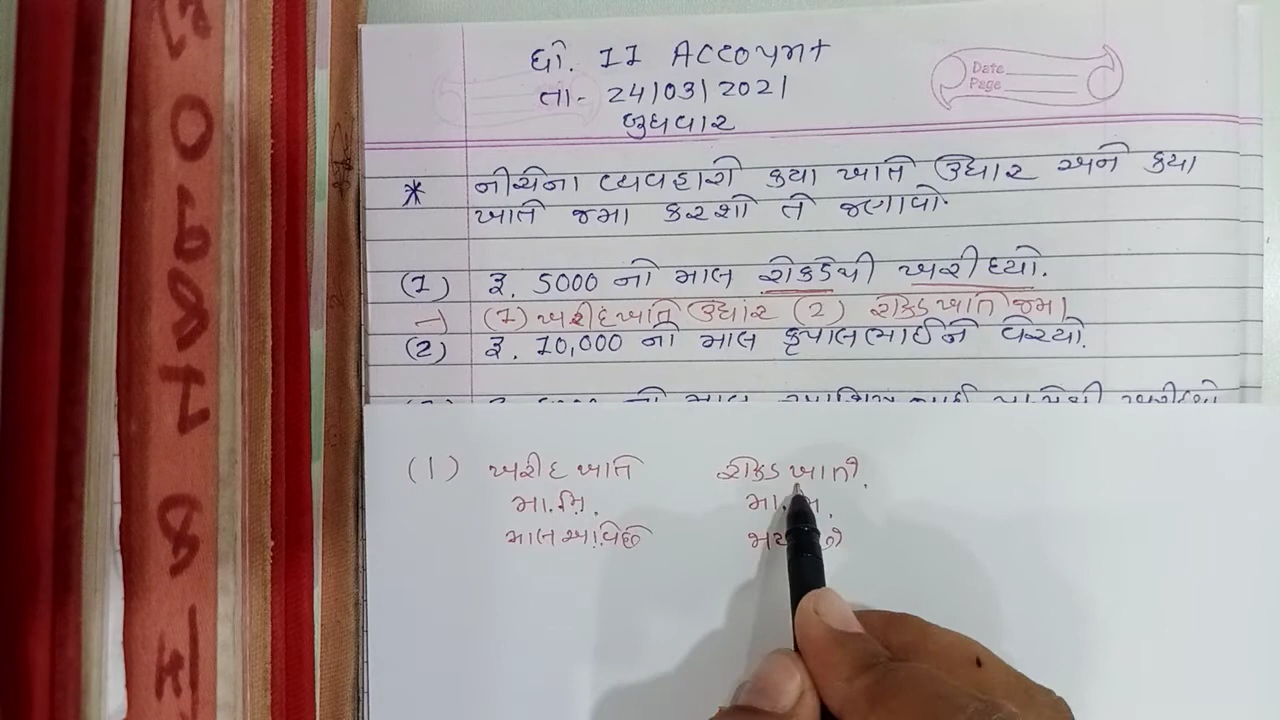 ધો. 11 Account
તા- 24/03/2021
બુધવાર
Date
Page
* નીચેના વ્યવહારો કયા ખાતે ઉધાર અને કયા
ખાતે જમા કરશો તે જણાવો.
(1) રૂ. 5000 નો માલ રોકડેથી ખરીદ્યો.
→ (1) ખરીદખાતે ઉધાર (2) રોકડખાતે જમા
(2) રૂ. 10,000 નો માલ કૃપાલભાઈને વેચ્યો.
(1) ખરીદ ખાતે રોકડ ખાતે.
મા.મિ. મા.
માલ આવેછે